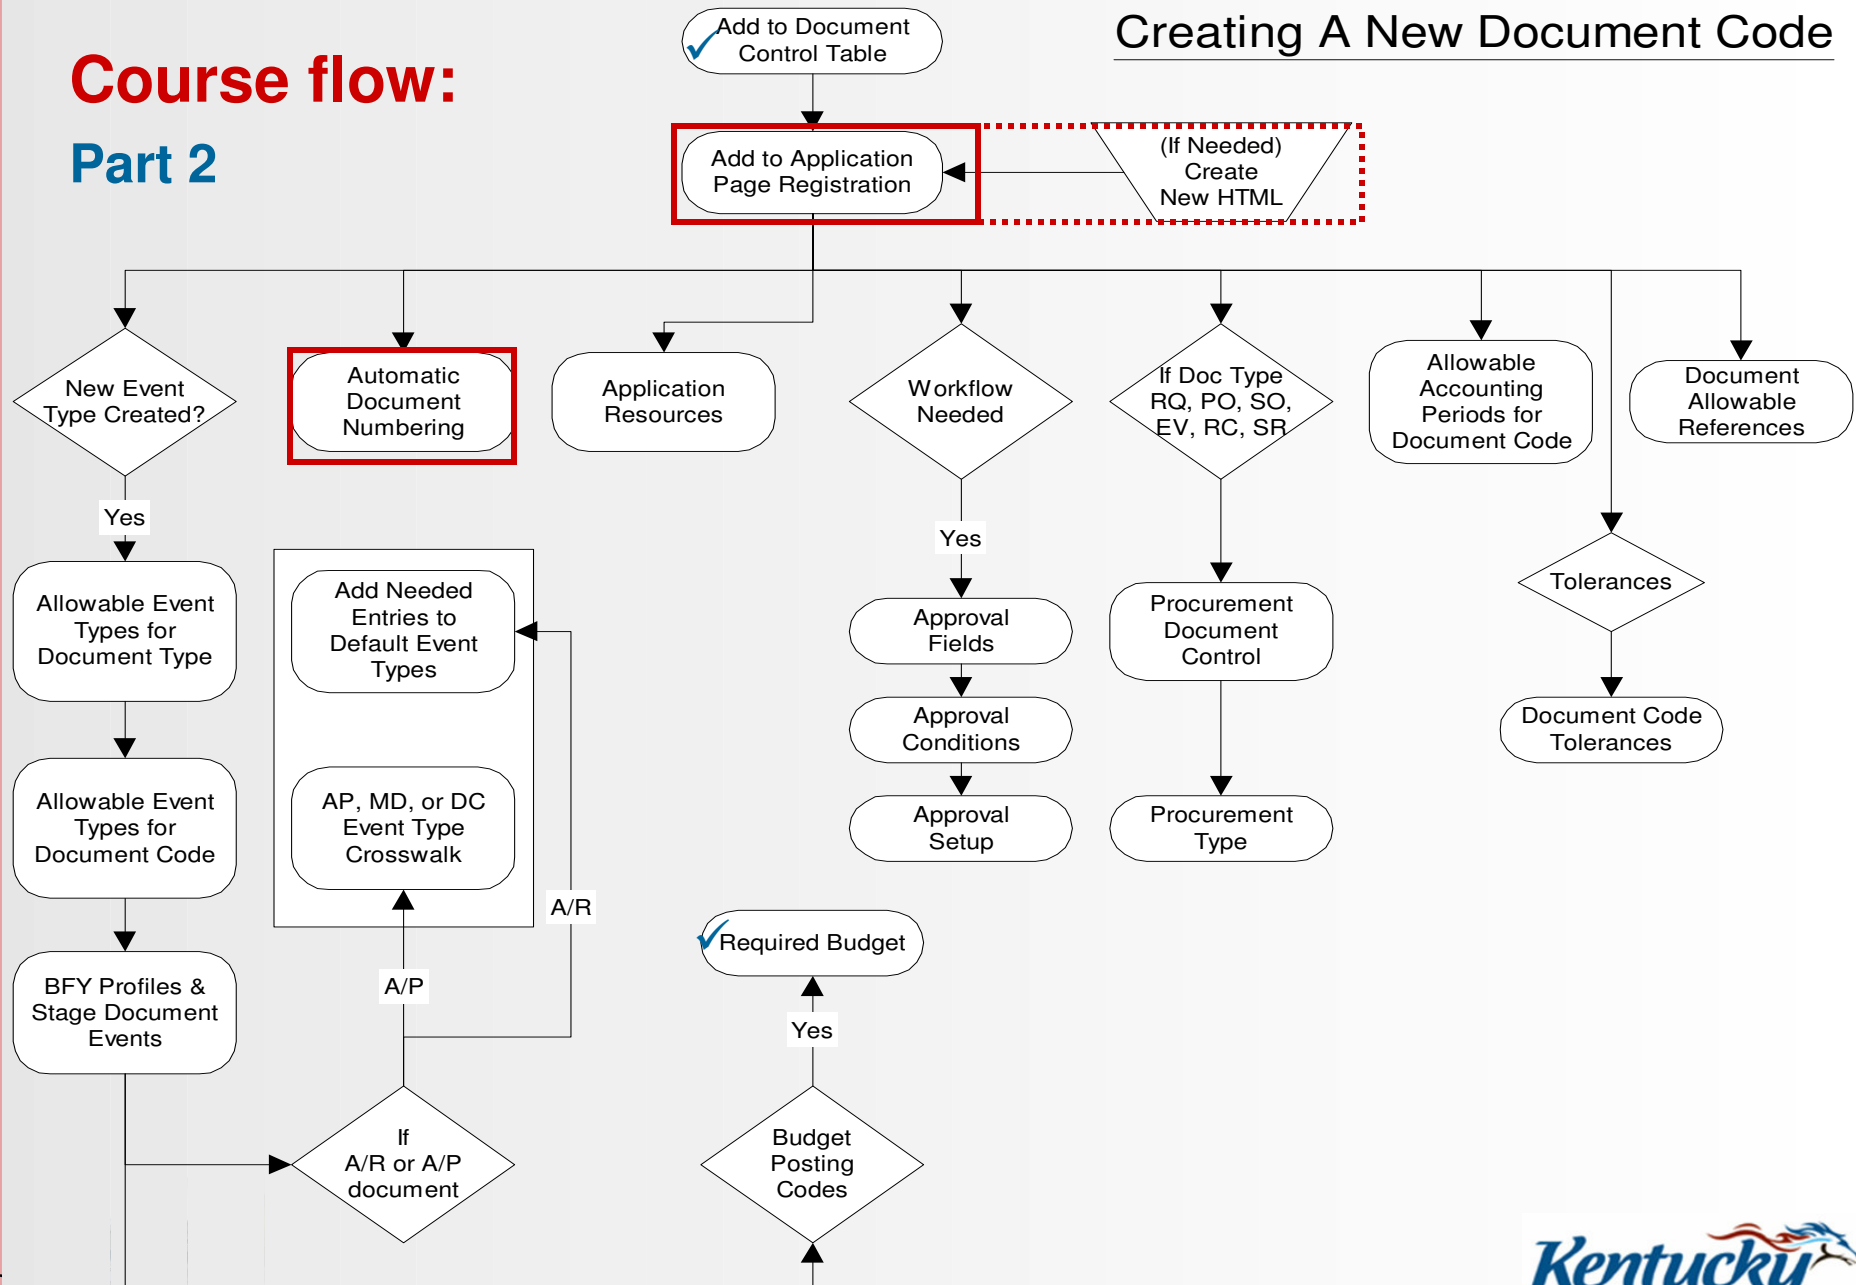 Creating A New Document Code
Course flow:
Part 2
Add to Document
Control Table
Add to Application
Page Registration
(If Needed)
Create
New HTML
New Event
Type Created?
Automatic
Document
Numbering
Application
Resources
Workflow
Needed
If Doc Type
RQ, PO, SO,
EV, RC, SR
Allowable
Accounting
Periods for
Document Code
Document
Allowable
References
Yes
Allowable Event
Types for
Document Type
Allowable Event
Types for
Document Code
BFY Profiles &
Stage Document
Events
Add Needed
Entries to
Default Event
Types
AP, MD, or DC
Event Type
Crosswalk
A/R
A/P
If
A/R or A/P
document
Yes
Approval
Fields
Approval
Conditions
Approval
Setup
Procurement
Document
Control
Procurement
Type
Tolerances
Document Code
Tolerances
Required Budget
Yes
Budget
Posting
Codes
Kentucky